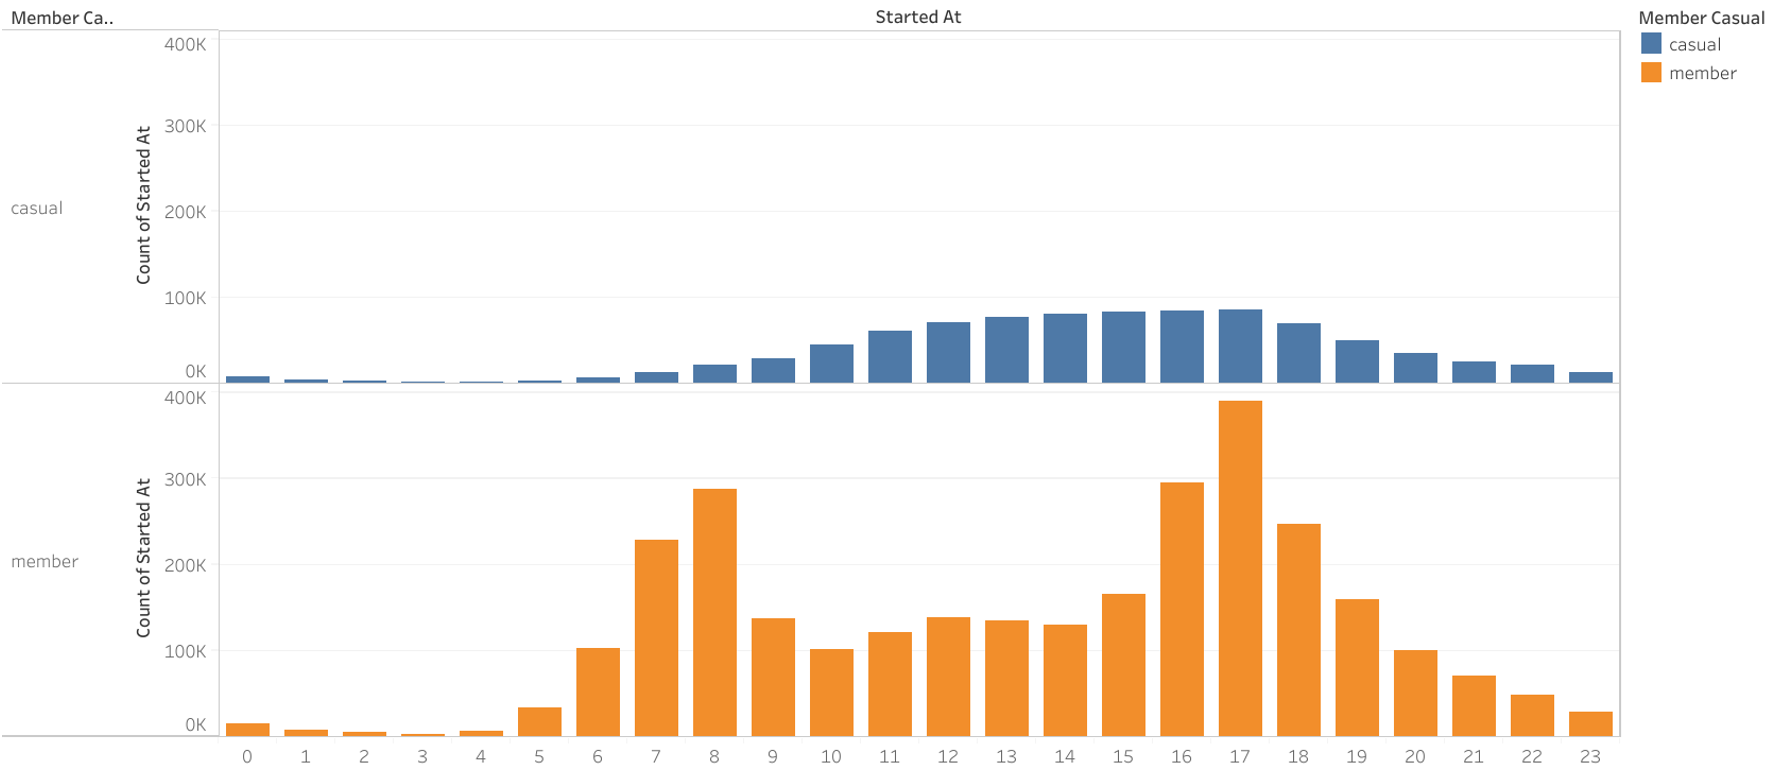 Member Ca..
Started At
Member Casual
casual
member
400K
300K
200K
100K
0K
Count of Started At
casual
400K
300K
200K
100K
0K
Count of Started At
member
0 1 2 3 4 5 6 7 8 9 10 11 12 13 14 15 16 17 18 19 20 21 22 23